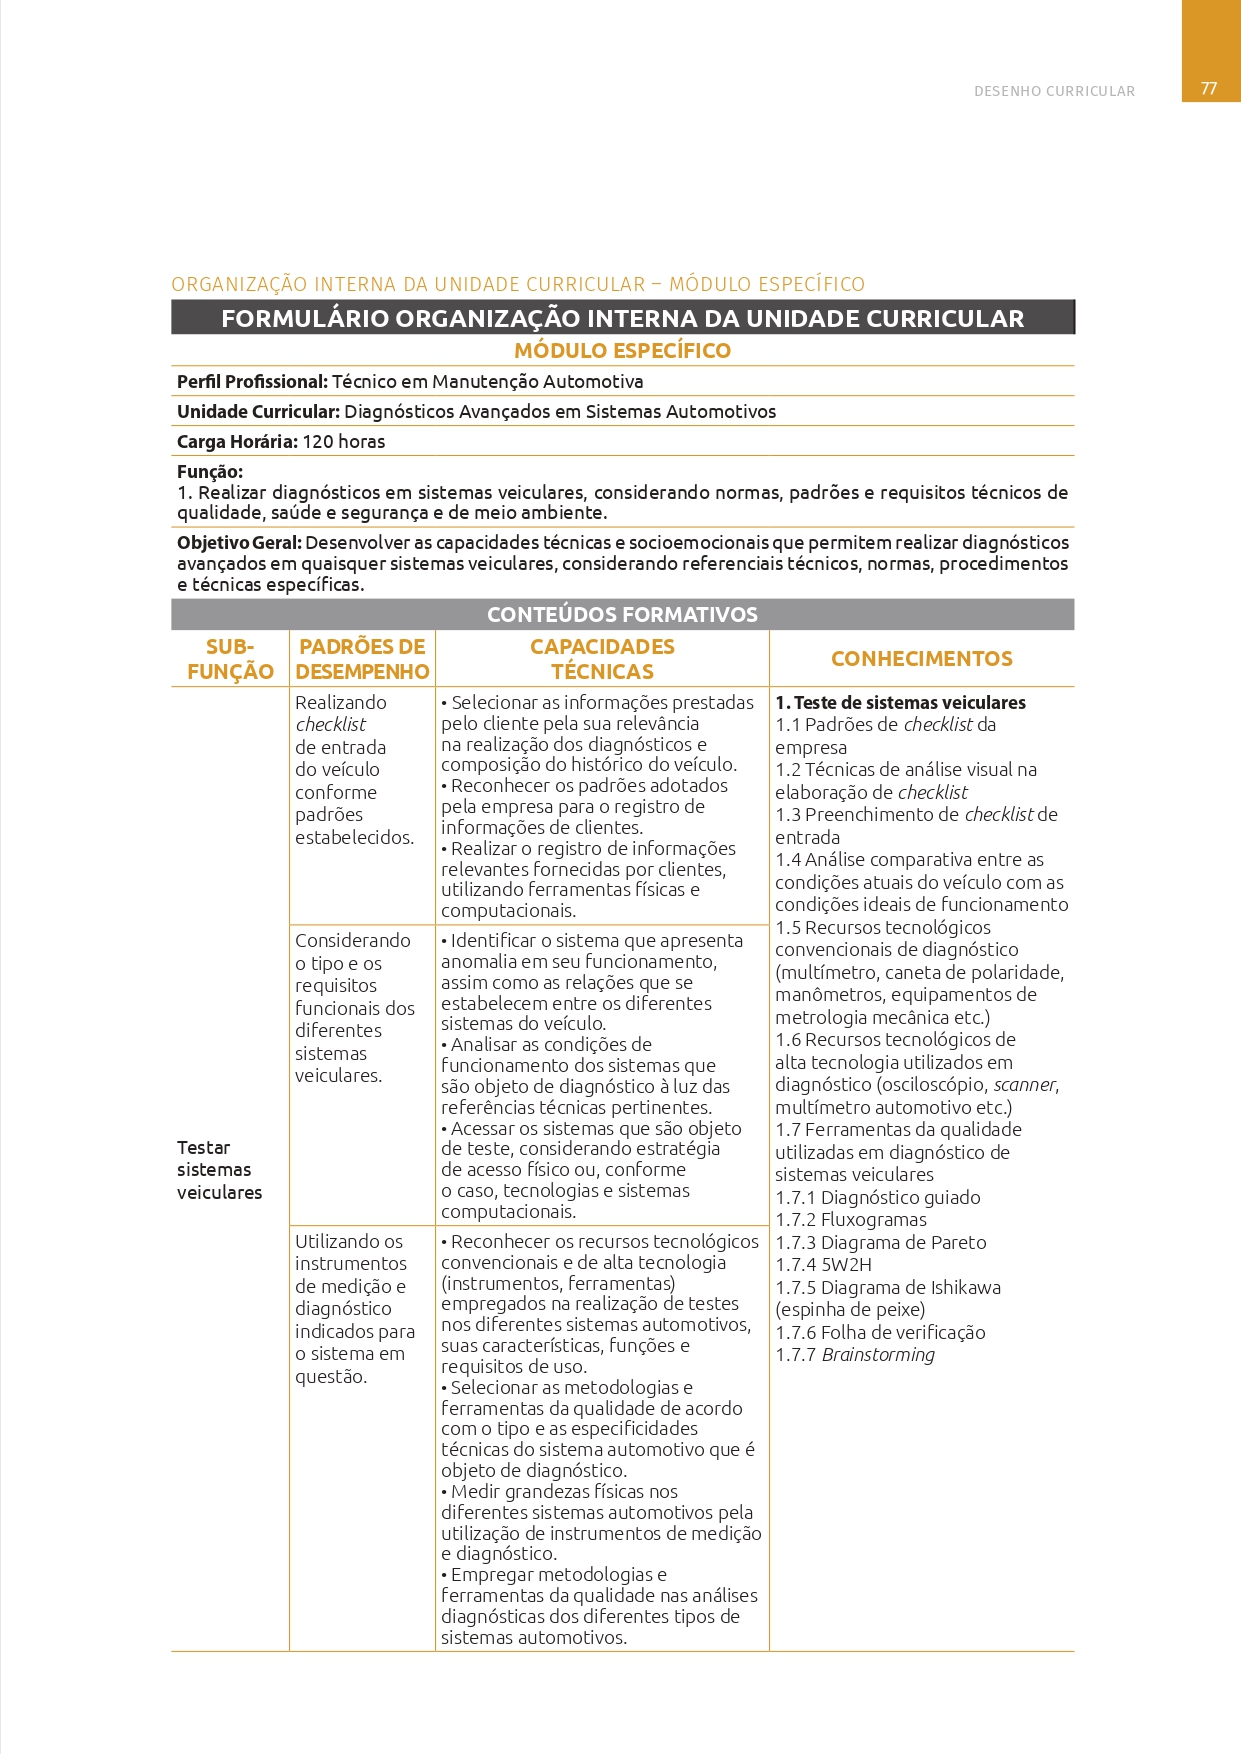 DESENHO CURRICULAR
77
ORGANIZAÇÃO INTERNA DA UNIDADE CURRICULAR – MÓDULO ESPECÍFICO
FORMULÁRIO ORGANIZAÇÃO INTERNA DA UNIDADE CURRICULAR
MÓDULO ESPECÍFICO
Perfil Profissional: Técnico em Manutenção Automotiva
Unidade Curricular: Diagnósticos Avançados em Sistemas Automotivos
Carga Horária: 120 horas
Função:
1. Realizar diagnósticos em sistemas veiculares, considerando normas, padrões e requisitos técnicos de
qualidade, saúde e segurança e de meio ambiente.
Objetivo Geral: Desenvolver as capacidades técnicas e socioemocionais que permitem realizar diagnósticos
avançados em quaisquer sistemas veiculares, considerando referenciais técnicos, normas, procedimentos
e técnicas específicas.
CONTEÚDOS FORMATIVOS
SUB-
FUNÇÃO
PADRÕES DE
DESEMPENHO
CAPACIDADES
TÉCNICAS
CONHECIMENTOS
Testar
sistemas
veiculares
Realizando
checklist
de entrada
do veículo
conforme
padrões
estabelecidos.
• Selecionar as informações prestadas
pelo cliente pela sua relevância
na realização dos diagnósticos e
composição do histórico do veículo.
• Reconhecer os padrões adotados
pela empresa para o registro de
informações de clientes.
• Realizar o registro de informações
relevantes fornecidas por clientes,
utilizando ferramentas físicas e
computacionais.
Considerando
o tipo e os
requisitos
funcionais dos
diferentes
sistemas
veiculares.
• Identificar o sistema que apresenta
anomalia em seu funcionamento,
assim como as relações que se
estabelecem entre os diferentes
sistemas do veículo.
• Analisar as condições de
funcionamento dos sistemas que
são objeto de diagnóstico à luz das
referências técnicas pertinentes.
• Acessar os sistemas que são objeto
de teste, considerando estratégia
de acesso físico ou, conforme
o caso, tecnologias e sistemas
computacionais.
Utilizando os
instrumentos
de medição e
diagnóstico
indicados para
o sistema em
questão.
• Reconhecer os recursos tecnológicos
convencionais e de alta tecnologia
(instrumentos, ferramentas)
empregados na realização de testes
nos diferentes sistemas automotivos,
suas características, funções e
requisitos de uso.
• Selecionar as metodologias e
ferramentas da qualidade de acordo
com o tipo e as especificidades
técnicas do sistema automotivo que é
objeto de diagnóstico.
• Medir grandezas físicas nos
diferentes sistemas automotivos pela
utilização de instrumentos de medição
e diagnóstico.
• Empregar metodologias e
ferramentas da qualidade nas análises
diagnósticas dos diferentes tipos de
sistemas automotivos.
1. Teste de sistemas veiculares
1.1 Padrões de checklist da
empresa
1.2 Técnicas de análise visual na
elaboração de checklist
1.3 Preenchimento de checklist de
entrada
1.4 Análise comparativa entre as
condições atuais do veículo com as
condições ideais de funcionamento
1.5 Recursos tecnológicos
convencionais de diagnóstico
(multímetro, caneta de polaridade,
manômetros, equipamentos de
metrologia mecânica etc.)
1.6 Recursos tecnológicos de
alta tecnologia utilizados em
diagnóstico (osciloscópio, scanner,
multímetro automotivo etc.)
1.7 Ferramentas da qualidade
utilizadas em diagnóstico de
sistemas veiculares
1.7.1 Diagnóstico guiado
1.7.2 Fluxogramas
1.7.3 Diagrama de Pareto
1.7.4 5W2H
1.7.5 Diagrama de Ishikawa
(espinha de peixe)
1.7.6 Folha de verificação
1.7.7 Brainstorming